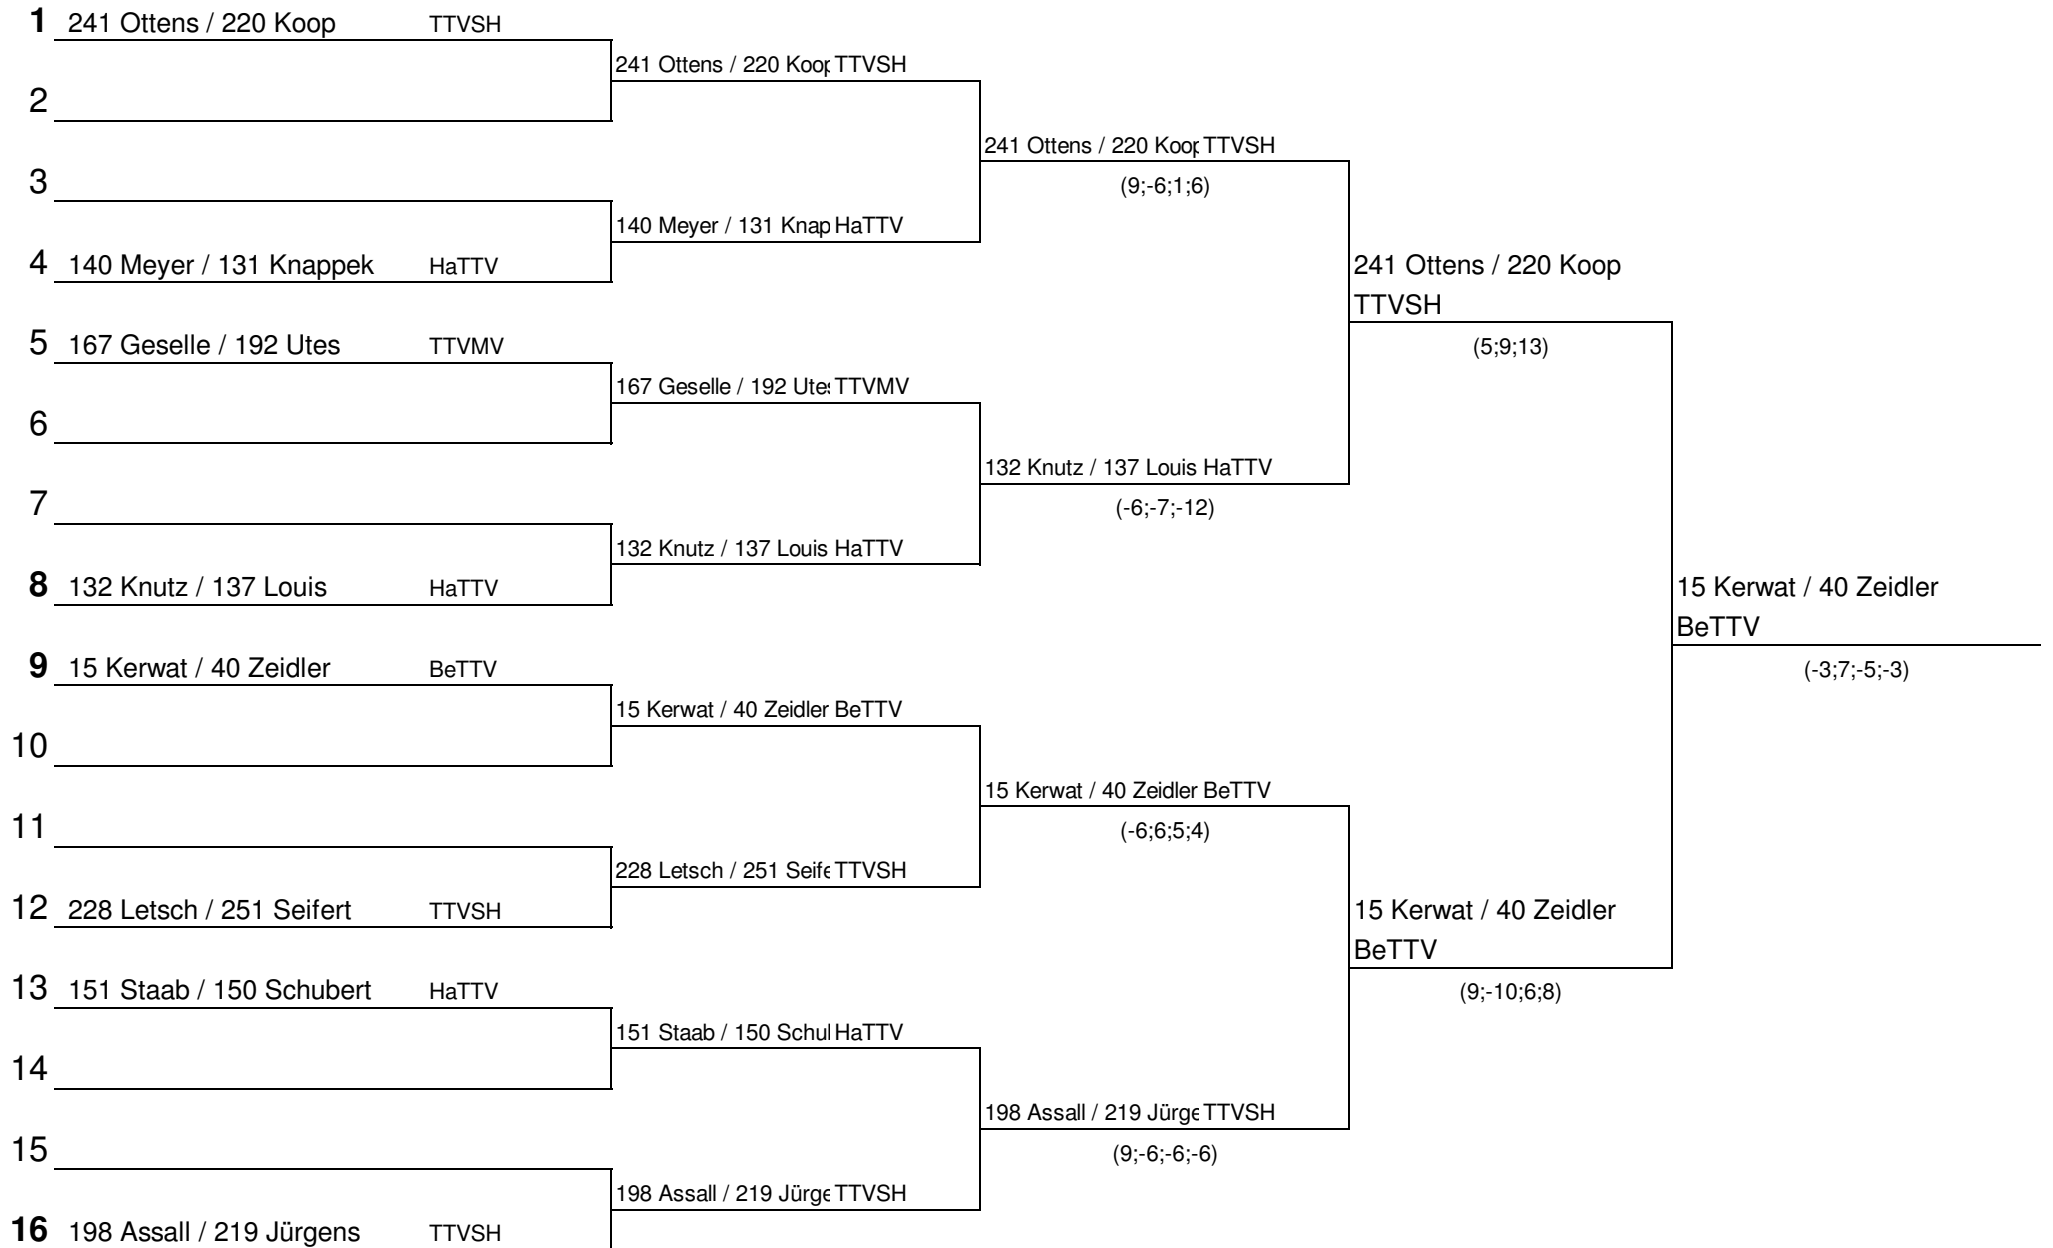 1 241 Ottens / 220 Koop TTVSH
241 Ottens / 220 Koop TTVSH
2
241 Ottens / 220 Koop TTVSH
3
(9;-6;1;6)
140 Meyer / 131 Knap HaTTV
4 140 Meyer / 131 Knappek HaTTV
241 Ottens / 220 Koop
TTVSH
5 167 Geselle / 192 Utes TTVMV
(5;9;13)
167 Geselle / 192 Utes TTVMV
6
132 Knutz / 137 Louis HaTTV
7
(-6;-7;-12)
132 Knutz / 137 Louis HaTTV
8 132 Knutz / 137 Louis HaTTV
15 Kerwat / 40 Zeidler
BeTTV
9 15 Kerwat / 40 Zeidler BeTTV
(-3;7;-5;-3)
15 Kerwat / 40 Zeidler BeTTV
10
15 Kerwat / 40 Zeidler BeTTV
11
(-6;6;5;4)
228 Letsch / 251 Seife TTVSH
12 228 Letsch / 251 Seifert TTVSH
15 Kerwat / 40 Zeidler
BeTTV
13 151 Staab / 150 Schubert HaTTV
(9;-10;6;8)
151 Staab / 150 Schul HaTTV
14
198 Assall / 219 Jürge TTVSH
15
(9;-6;-6;-6)
198 Assall / 219 Jürge TTVSH
16 198 Assall / 219 Jürgens TTVSH